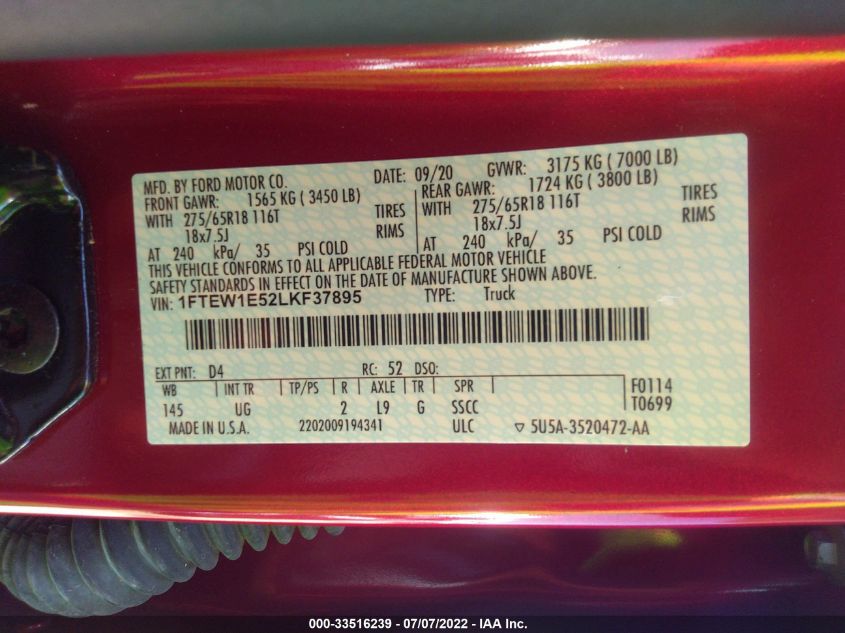 MFD. BY FORD MOTOR CO. DATE: 09/20 GVWR: 3175 KG ( 7000 LB)
FRONT GAWR: 1565 KG ( 3450 LB) REAR GAWR: 1724 KG ( 3800 LB)
WITH 275/65R18 116T TIRES WITH 275/65R18 116T TIRES
18x7.5J RIMS 18x7.5J RIMS
AT 240 kPa/ 35 PSI COLD AT 240 kPa/ 35 PSI COLD
THIS VEHICLE CONFORMS TO ALL APPLICABLE FEDERAL MOTOR VEHICLE
SAFETY STANDARDS IN EFFECT ON THE DATE OF MANUFACTURE SHOWN ABOVE.
VIN: 1FTEW1E52LKF37895 TYPE: Truck
EXT PNT: D4 RC: 52 DSO:
WB INT TR TP/PS R AXLE TR SPR F0114
145 UG 2 L9 G SSCC T0699
MADE IN U.S.A. 2202009194341 ULC ▽ 5U5A-3520472-AA
000-33516239 - 07/07/2022 - IAA Inc.